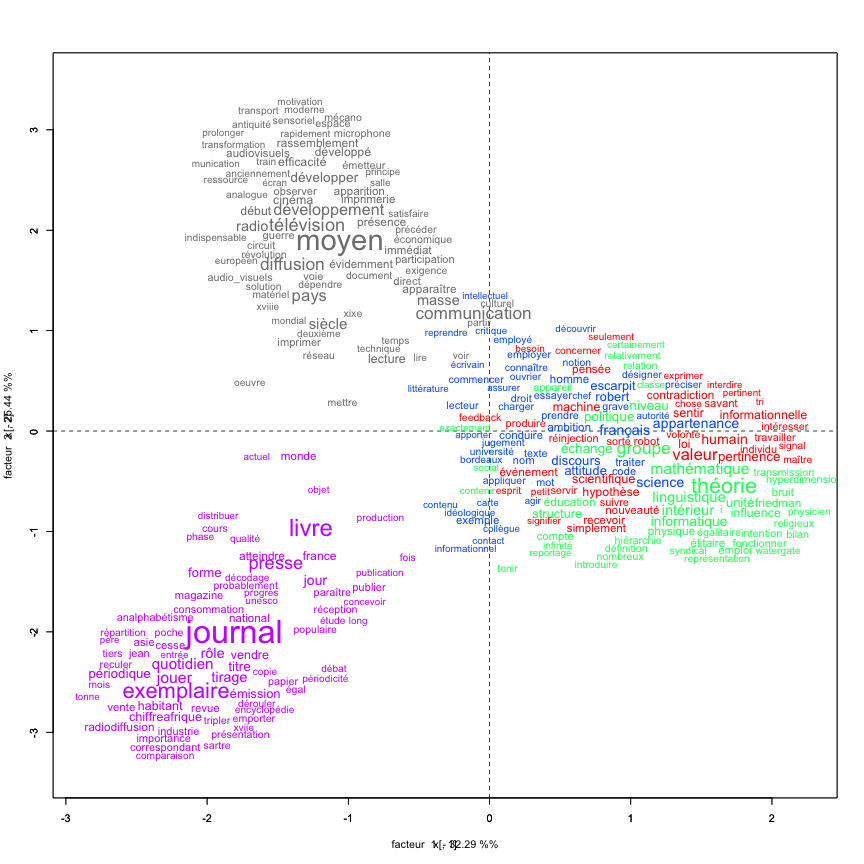 motivation
transport moderne
sensoriel mécano
antiquité espace
prolonger rapidement microphone
transformation rassemblement
audiovisuels développé
munication train efficacité émetteur
anciennement principe
ressource écran développer salle
analogue observer apparition
cinéma imprimerie
début développement satisfaire
radio télévision présence
indispensable guerre moyen précéder
circuit économique
révolution immédiat
européen diffusion évidemment participation
audio_visuels voie document exigence
solution dépendre direct
matériel pays apparaître intellectuel
xviiie masse culturel
xixe communication
mondial siècle partir
deuxième reprendre critique découvrir
imprimer temps employé seulement
technique besoin concerner certainement
réseau lecture lire voir employer relativement
écrivain connaître notion pensée relation
oeuvre commencer ouvrier homme désigner exprimer
littérature assurer appareil escarpit classe préciser interdire
droit essayer chef robert contradiction pertinent
mettre lecteur charger machine grave niveau chose savant tri
feedback prendre politique autorité sentir informationnelle
exactement produire ambition français appartenance intéresser
apporter conduire réinjection sorte robot volonté humain travailler
jugement loi signal
université texte échange groupe individu
actuel monde bordeaux nom discours traiter valeur pertinence maître
social événement attitude code mathématique transmission
appliquer mot scientifique science théorie hyperdimension
objet contenir esprit petit servir hypothèse bruit
contenu carte agir éducation suivre linguistique unité friedman
distribuer production idéologique structure nouveauté intérieur i influence physicien
cours livre exemple signifier recevoir informatique religieux
phase qualité collègue simplement physique égalitaire intention bilan
contact compte hiérarchie élitaire fonctionner
informationnel infinité définition syndical emploi watergate
atteindre france fois reportage nombreux représentation
presse tenir introduire
forme jour publication
décodage
probablement publier
magazine progrès paraître
unesco concevoir
consommation réception
analphabétisme national étude long
répartition poche journal populaire
père asie cesse
tiers jean entrée rôle vendre
reculer quotidien titre débat
périodique jouer tirage copie périodicité
mois papier
tonne exemplaire émission égal
vente habitant revue dérouler
encyclopédie
chiffre afrique tripler emporter
radiodiffusion industrie xviie
importance présentation
correspondant sartre
comparaison
3
2
1
0
-1
-2
-3
-3 -2 -1 0 1 2